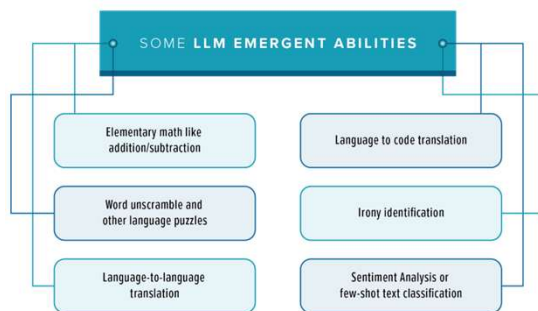 SOME LLM EMERGENT ABILITIES
Elementary math like
addition/subtraction
Word unscramble and
other language puzzles
Language-to-language
translation
Language to code translation
Irony identification
Sentiment Analysis or
few-shot text classification